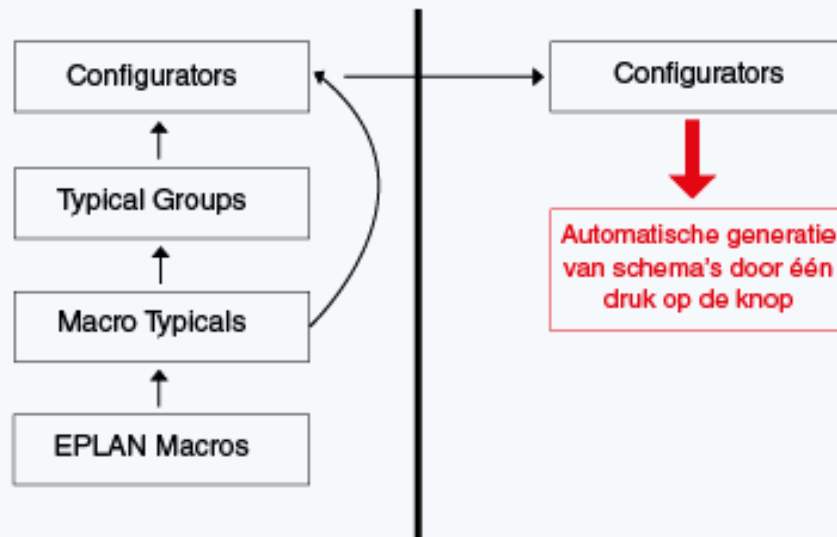 Configurators
Typical Groups
Macro Typicals
EPLAN Macros
Configurators
Automatische generatie
van schema's door één
druk op de knop